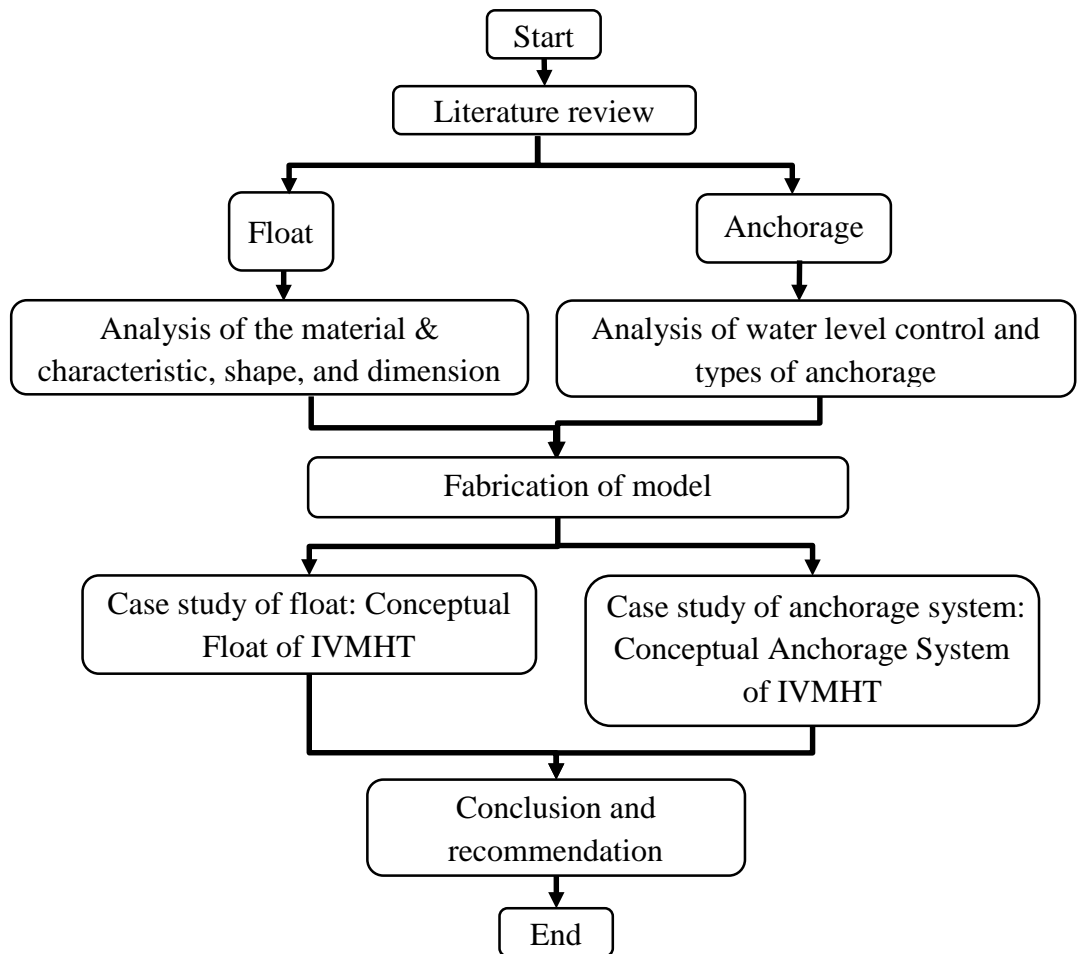 Start
Literature review
Float
Anchorage
Analysis of the material &
characteristic, shape, and dimension
Analysis of water level control and
types of anchorage
Fabrication of model
Case study of float: Conceptual
Float of IVMHT
Case study of anchorage system:
Conceptual Anchorage System
of IVMHT
Conclusion and
recommendation
End